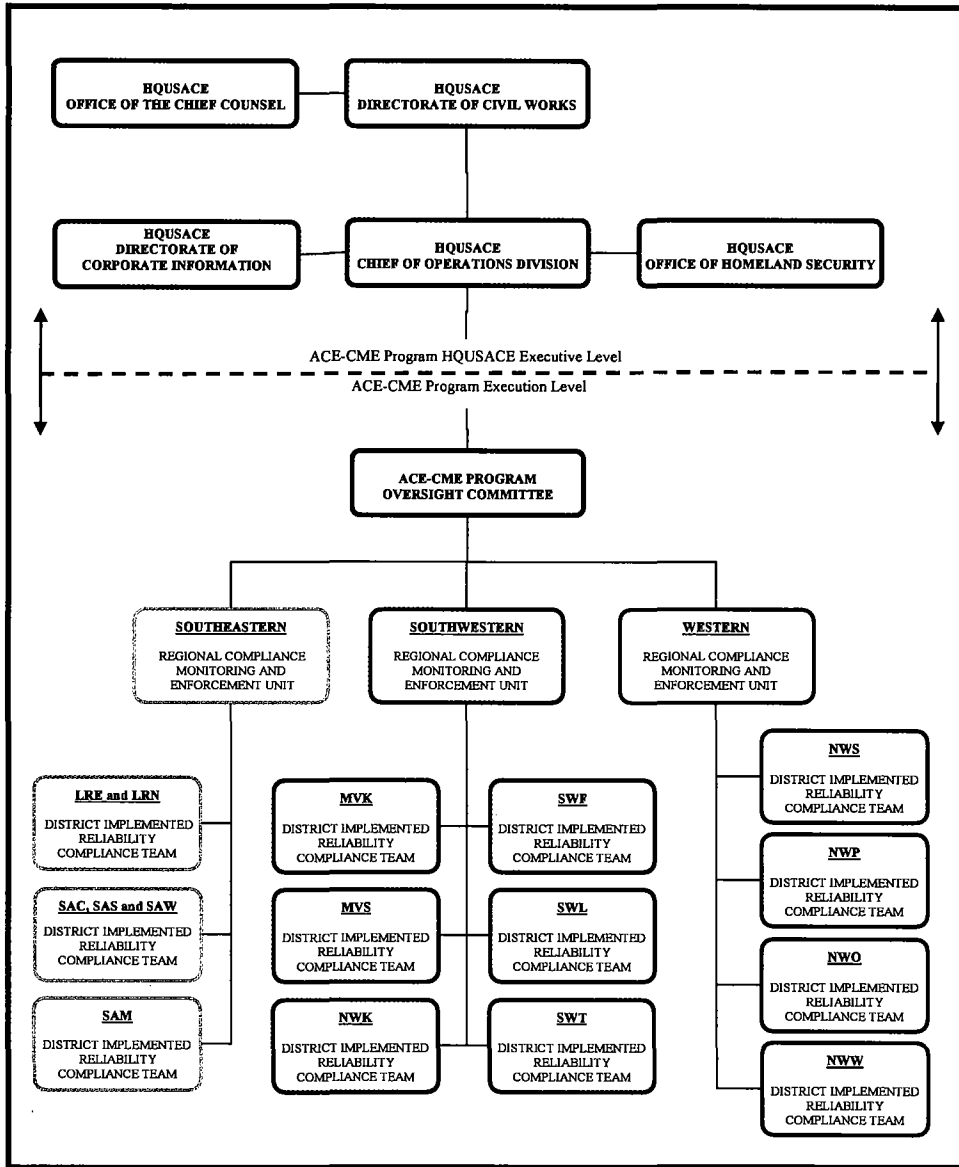 HQUSACE
OFFICE OF THE CHIEF COUNSEL
HQUSACE
DIRECTORATE OF CIVIL WORKS
HQUSACE
DIRECTORATE OF
CORPORATE INFORMATION
HQUSACE
CHIEF OF OPERATIONS DIVISION
HQUSACE
OFFICE OF HOMELAND SECURITY
ACE-CME Program HQUSACE Executive Level
ACE-CME Program Execution Level
ACE-CME PROGRAM
OVERSIGHT COMMITTEE
SOUTHEASTERN
REGIONAL COMPLIANCE
MONITORING AND
ENFORCEMENT UNIT
SOUTHWESTERN
REGIONAL COMPLIANCE
MONITORING AND
ENFORCEMENT UNIT
WESTERN
REGIONAL COMPLIANCE
MONITORING AND
ENFORCEMENT UNIT
LRE and LRN
DISTRICT IMPLEMENTED
RELIABILITY
COMPLIANCE TEAM
SAC, SAS and SAW
DISTRICT IMPLEMENTED
RELIABILITY
COMPLIANCE TEAM
SAM
DISTRICT IMPLEMENTED
RELIABILITY
COMPLIANCE TEAM
MVK
DISTRICT IMPLEMENTED
RELIABILITY
COMPLIANCE TEAM
MVS
DISTRICT IMPLEMENTED
RELIABILITY
COMPLIANCE TEAM
NWK
DISTRICT IMPLEMENTED
RELIABILITY
COMPLIANCE TEAM
SWF
DISTRICT IMPLEMENTED
RELIABILITY
COMPLIANCE TEAM
SWL
DISTRICT IMPLEMENTED
RELIABILITY
COMPLIANCE TEAM
SWT
DISTRICT IMPLEMENTED
RELIABILITY
COMPLIANCE TEAM
NWS
DISTRICT IMPLEMENTED
RELIABILITY
COMPLIANCE TEAM
NWP
DISTRICT IMPLEMENTED
RELIABILITY
COMPLIANCE TEAM
NWO
DISTRICT IMPLEMENTED
RELIABILITY
COMPLIANCE TEAM
NWW
DISTRICT IMPLEMENTED
RELIABILITY
COMPLIANCE TEAM